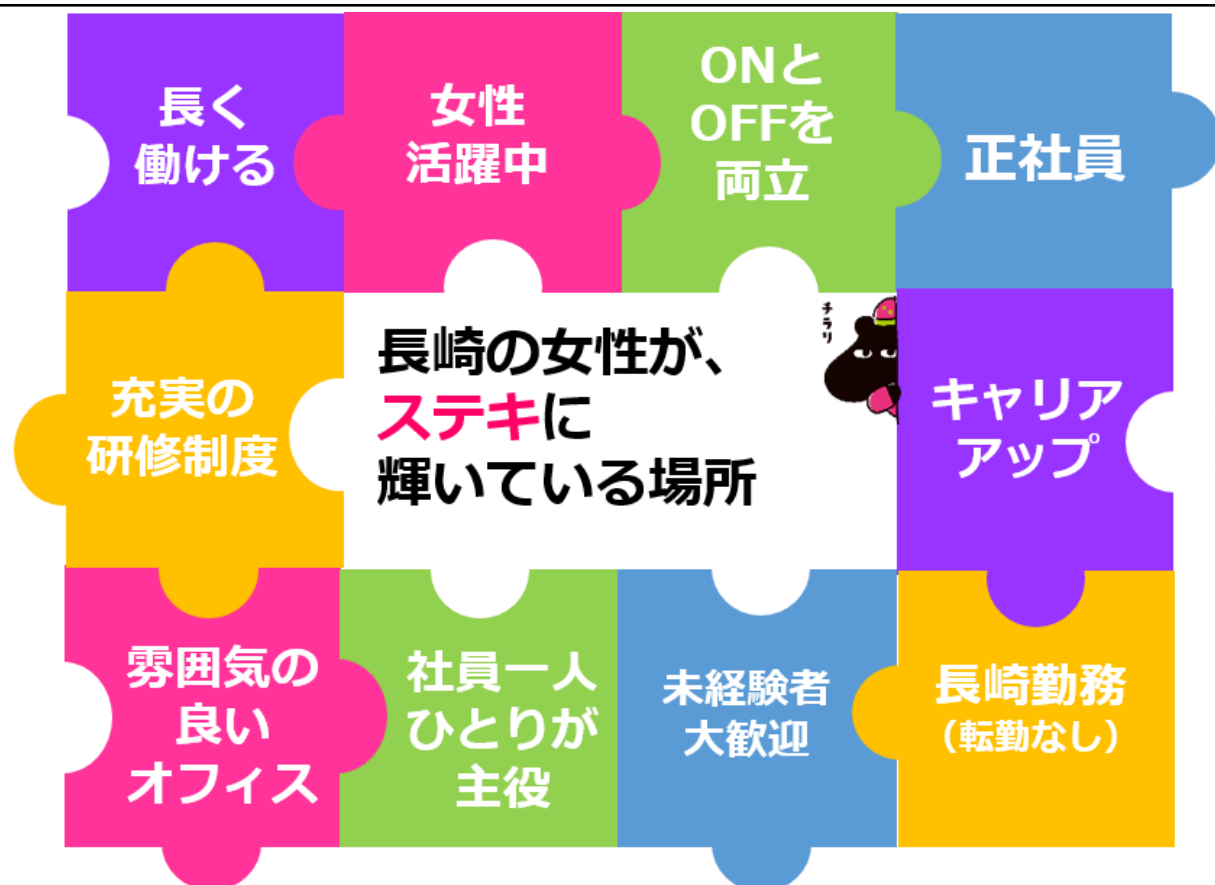 長く
働ける
女性
活躍中
ONと
OFFを
両立
正社員
充実の
研修制度
長崎の女性が、
ステキに
輝いている場所
チラリ
キャリア
アップ
雰囲気の
良い
オフィス
社員一人
ひとりが
主役
未経験者
大歓迎
長崎勤務
（転勤なし）